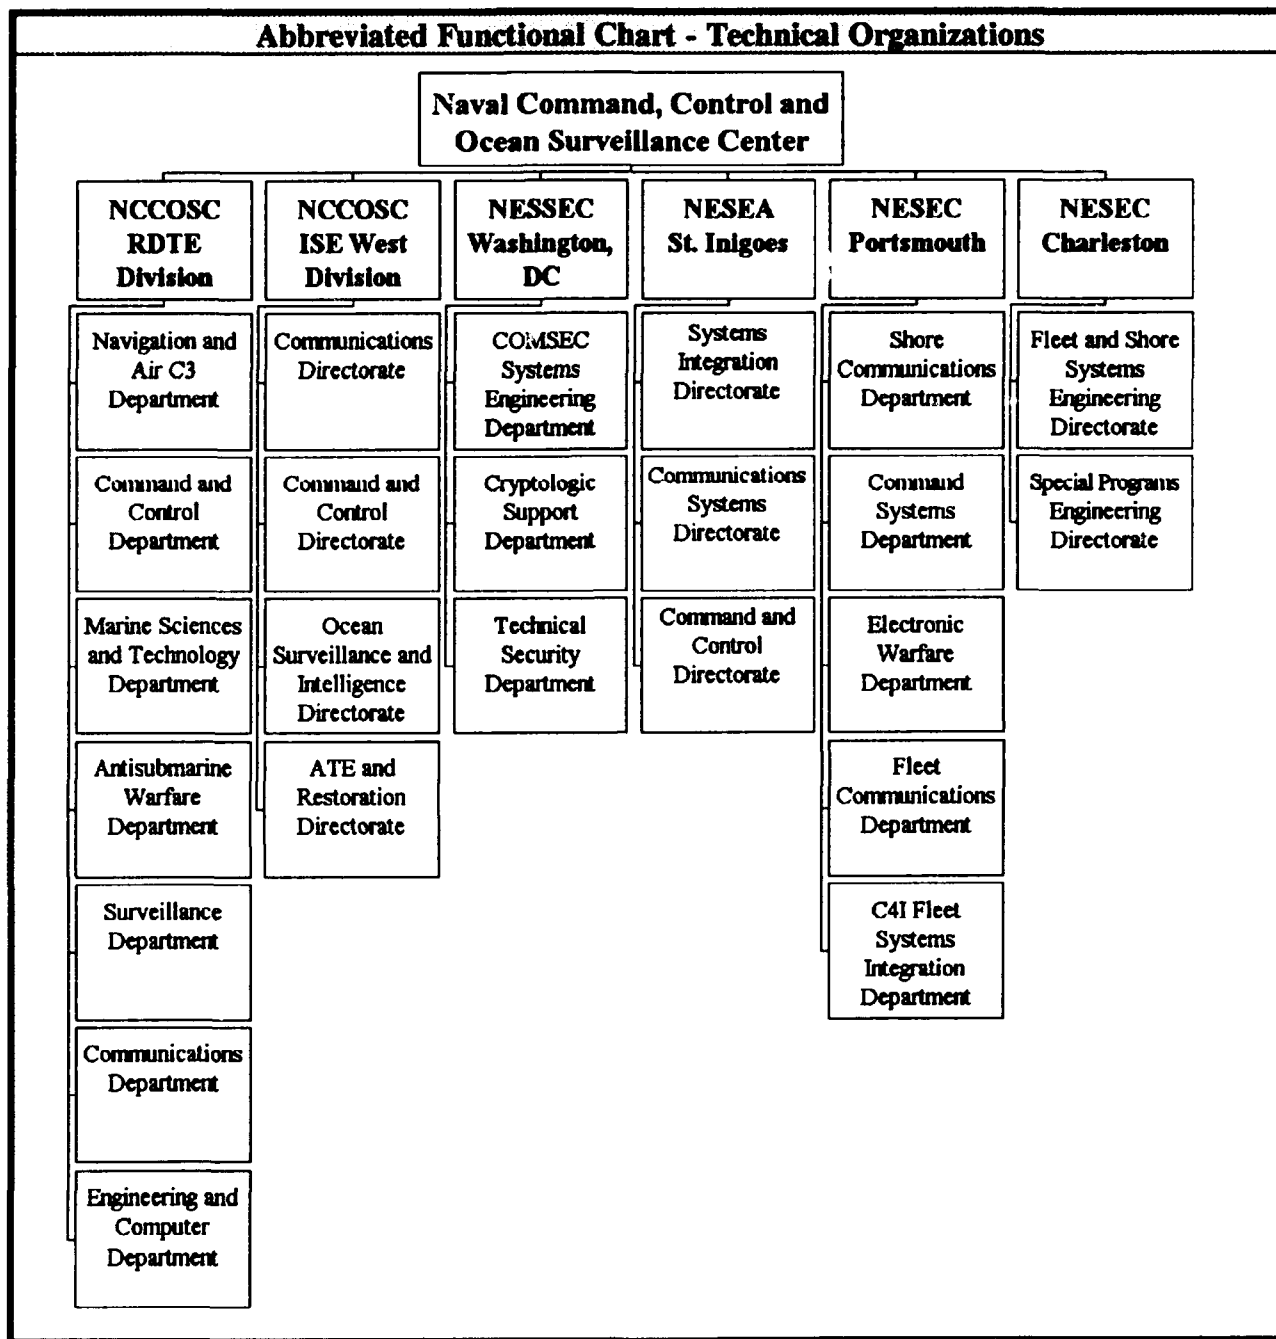 Abbreviated Functional Chart - Technical Organizations
Naval Command, Control and
Ocean Surveillance Center
NCCOSC
RDTE
Division
Navigation and
Air C3
Department
Command and
Control
Department
Marine Sciences
and Technology
Department
Antisubmarine
Warfare
Department
Surveillance
Department
Communications
Department
Engineering and
Computer
Department
NCCOSC
ISE West
Division
Communications
Directorate
Command and
Control
Directorate
Ocean
Surveillance and
Intelligence
Directorate
ATE and
Restoration
Directorate
NESSEC
Washington,
DC
COMSEC
Systems
Engineering
Department
Cryptologic
Support
Department
Technical
Security
Department
NESEA
St. Inigoes
Systems
Integration
Directorate
Communications
Systems
Directorate
Command and
Control
Directorate
NESEC
Portsmouth
Shore
Communications
Department
Command
Systems
Department
Electronic
Warfare
Department
Fleet
Communications
Department
C4I Fleet
Systems
Integration
Department
NESEC
Charleston
Fleet and Shore
Systems
Engineering
Directorate
Special Programs
Engineering
Directorate